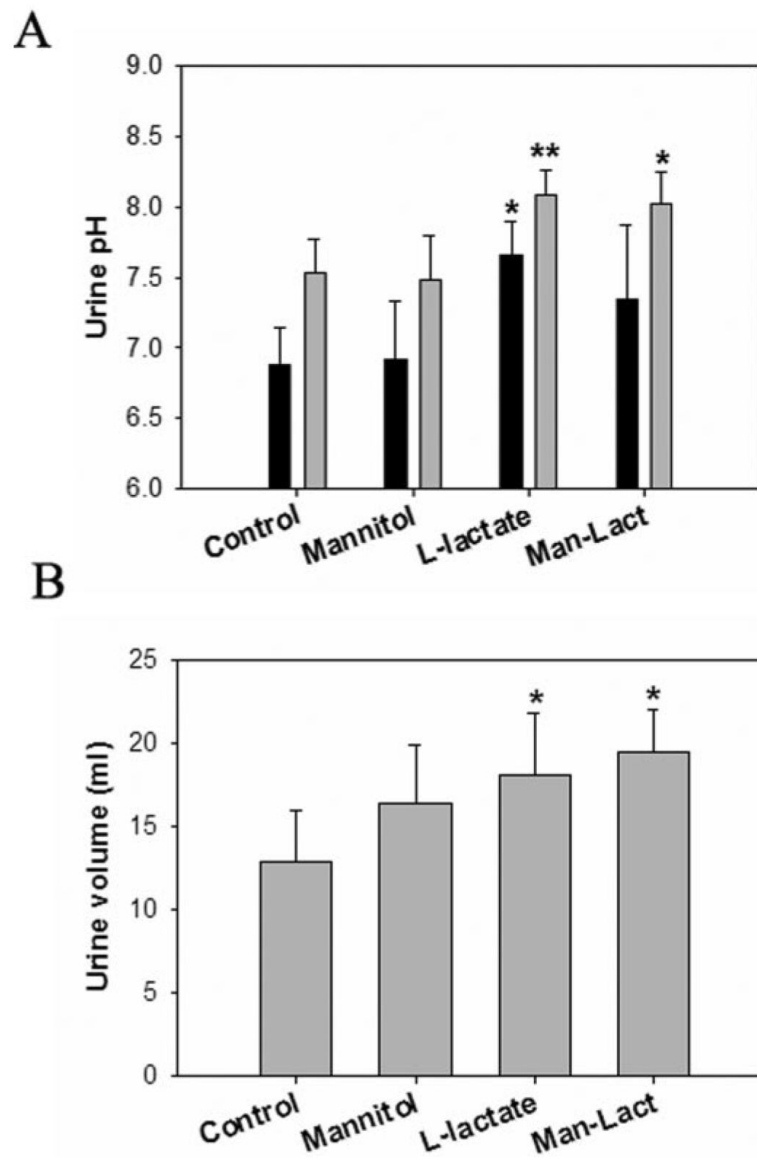 A
9.0
8.5
8.0
7.5
7.0
6.5
6.0
Urine pH
*
**
*
Control
Mannitol
L-lactate
Man-Lact
B
25
20
15
10
5
0
Urine volume (ml)
*
*
Control
Mannitol
L-lactate
Man-Lact